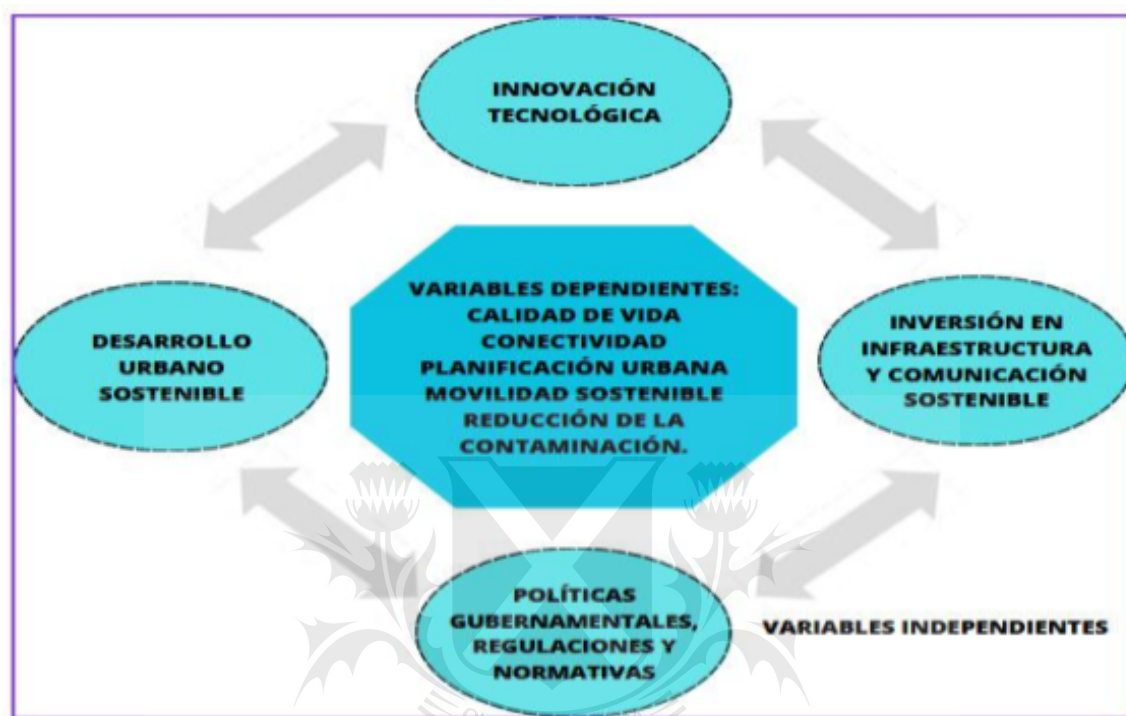 INNOVACIÓN
TECNOLÓGICA
VARIABLES DEPENDIENTES:
CALIDAD DE VIDA
CONECTIVIDAD
PLANIFICACIÓN URBANA
MOVILIDAD SOSTENIBLE
REDUCCIÓN DE LA
CONTAMINACIÓN.
DESARROLLO
URBANO
SOSTENIBLE
INVERSIÓN EN
INFRAESTRUCTURA
Y COMUNICACIÓN
SOSTENIBLE
POLÍTICAS
GUBERNAMENTALES,
REGULACIONES Y
NORMATIVAS
VARIABLES INDEPENDIENTES